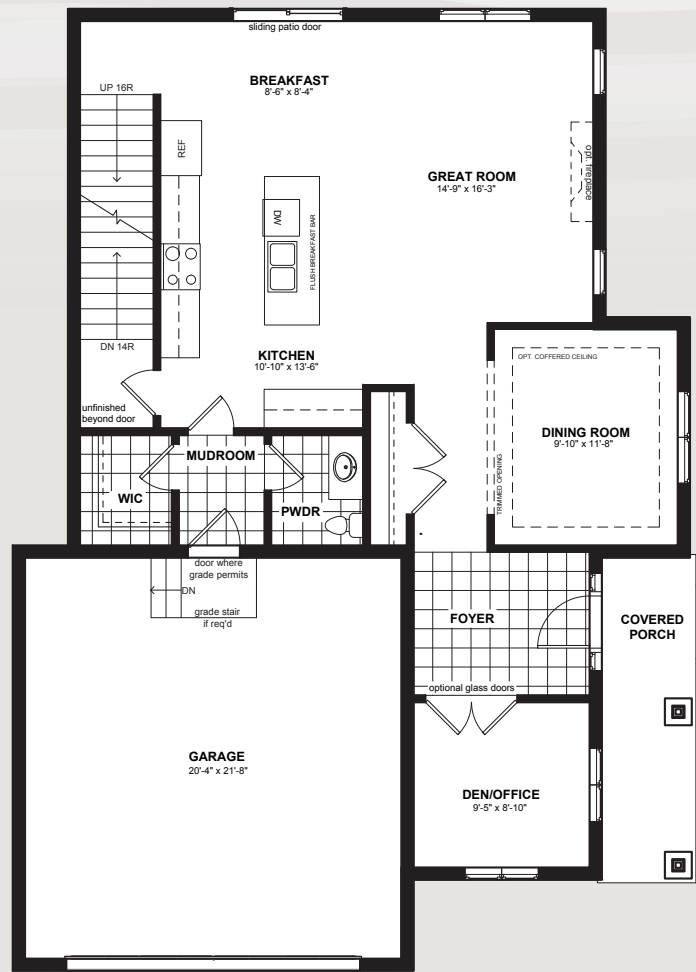 sliding patio door
BREAKFAST
8'-6" x 8'-4"
UP 16R
REF
GREAT ROOM
14'-9" x 16'-3"
opt. fireplace
DW
FLUSH BREAKFAST BAR
DN 14R
KITCHEN
10'-10" x 13'-6"
OPT. COFFERED CEILING
unfinished
beyond door
DINING ROOM
9'-10" x 11'-8"
TRIMMED OPENING
MUDROOM
WIC
PWDR
door where
grade permits
DN
grade stair
if req'd
FOYER
COVERED
PORCH
optional glass doors
GARAGE
20'-4" x 21'-8"
DEN/OFFICE
9'-5" x 8'-10"